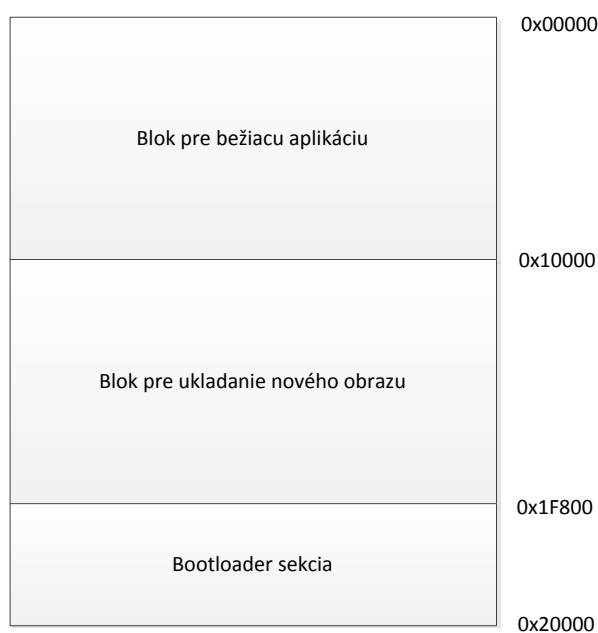 0x00000
Blok pre bežiacu aplikáciu
0x10000
Blok pre ukladanie nového obrazu
0x1F800
Bootloader sekcia
0x20000